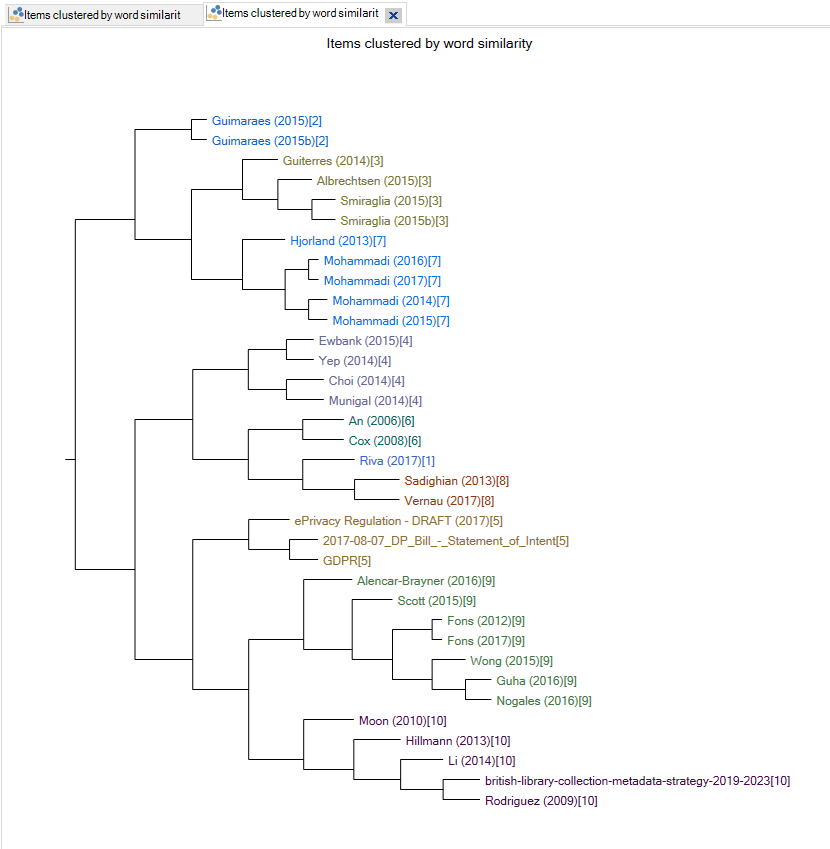 Items clustered by word similarit
Items clustered by word similarit
Items clustered by word similarity
Guimaraes (2015)[2]
Guimaraes (2015b)[2]
Guiterres (2014)[3]
Albrechtsen (2015)[3]
Smiraglia (2015)[3]
Smiraglia (2015b)[3]
Hjorland (2013)[7]
Mohammadi (2016)[7]
Mohammadi (2017)[7]
Mohammadi (2014)[7]
Mohammadi (2015)[7]
Ewbank (2015)[4]
Yep (2014)[4]
Choi (2014)[4]
Munigal (2014)[4]
An (2006)[6]
Cox (2008)[6]
Riva (2017)[1]
Sadighian (2013)[8]
Vernau (2017)[8]
ePrivacy Regulation - DRAFT (2017)[5]
2017-08-07_DP_Bill_-_Statement_of_Intent[5]
GDPR[5]
Alencar-Brayner (2016)[9]
Scott (2015)[9]
Fons (2012)[9]
Fons (2017)[9]
Wong (2015)[9]
Guha (2016)[9]
Nogales (2016)[9]
Moon (2010)[10]
Hillmann (2013)[10]
Li (2014)[10]
british-library-collection-metadata-strategy-2019-2023[10]
Rodriguez (2009)[10]